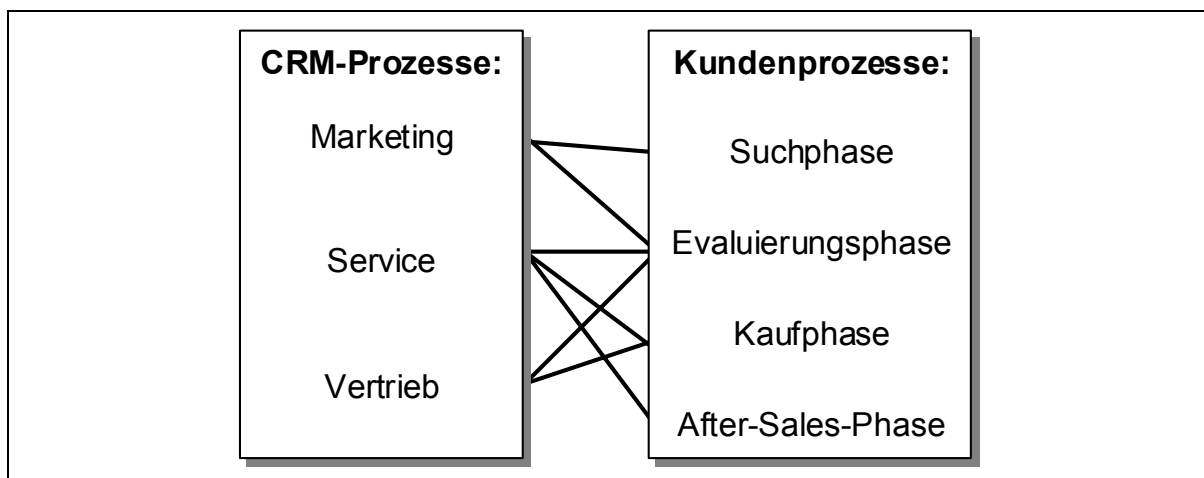 CRM-Prozesse:
Marketing
Service
Vertrieb
Kundenprozesse:
Suchphase
Evaluierungsphase
Kaufphase
After-Sales-Phase